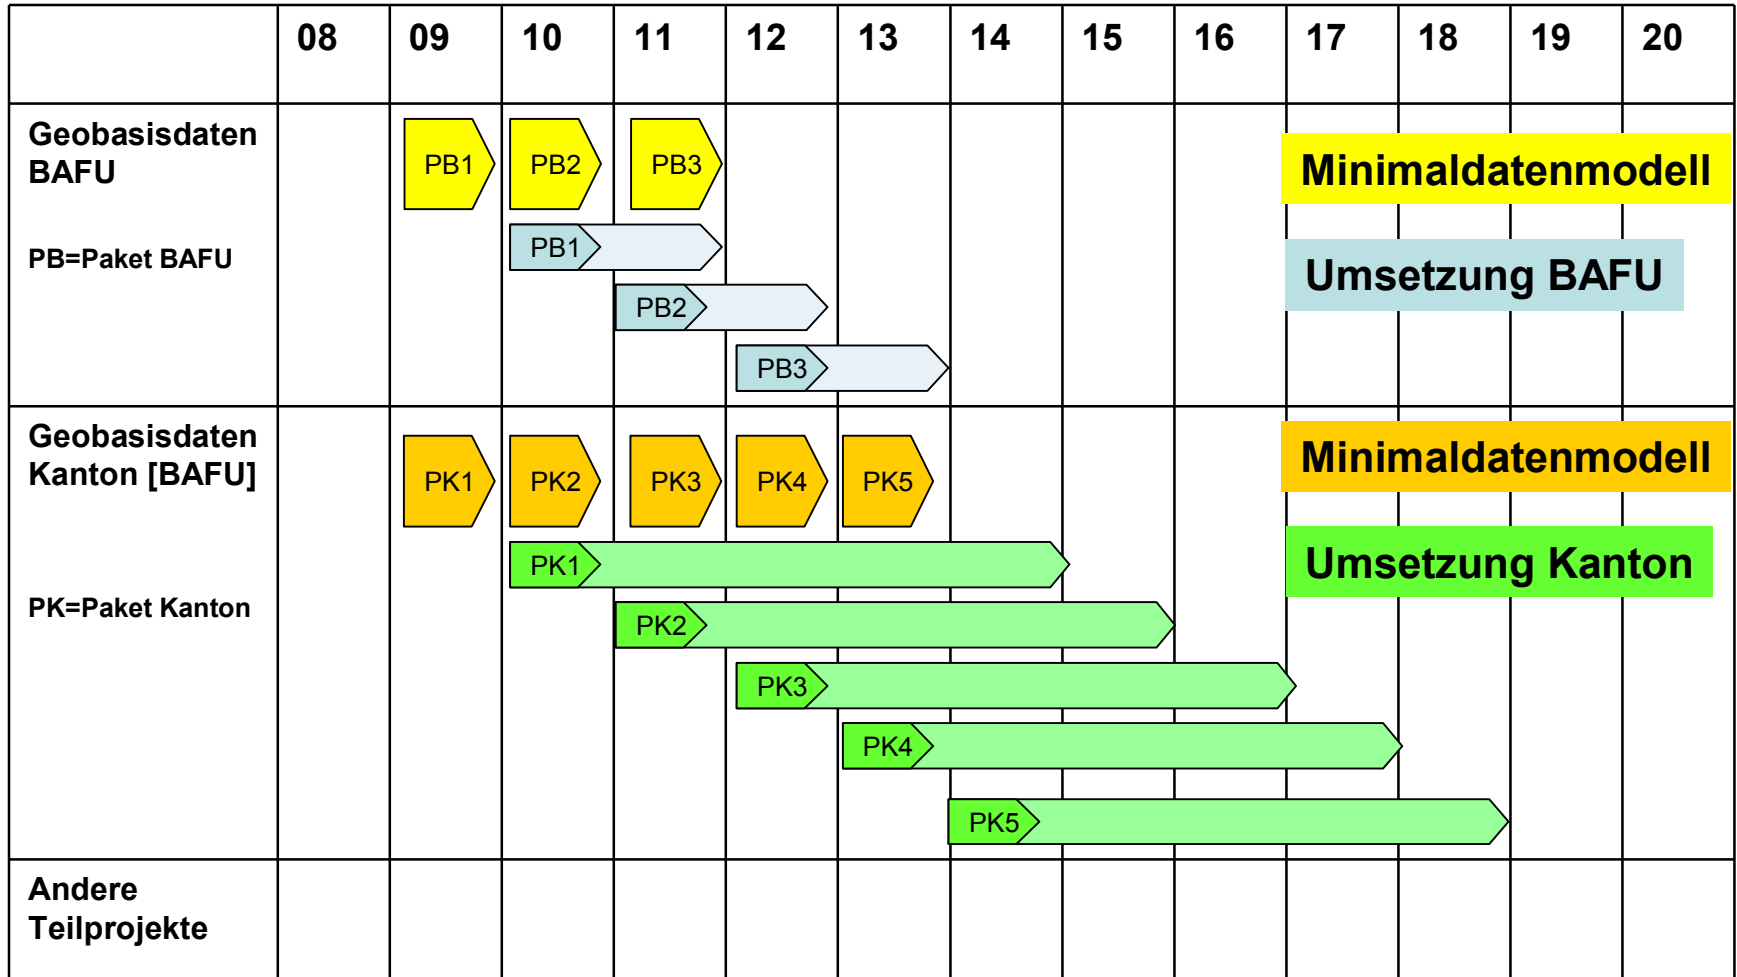 08 09 10 11 12 13 14 15 16 17 18 19 20
Geobasisdaten
BAFU
PB=Paket BAFU
PB1 PB2 PB3
Minimaldatenmodell
PB1
Umsetzung BAFU
PB2
PB3
Geobasisdaten
Kanton [BAFU]
PK=Paket Kanton
PK1 PK2 PK3 PK4 PK5
Minimaldatenmodell
PK1
Umsetzung Kanton
PK2
PK3
PK4
PK5
Andere
Teilprojekte